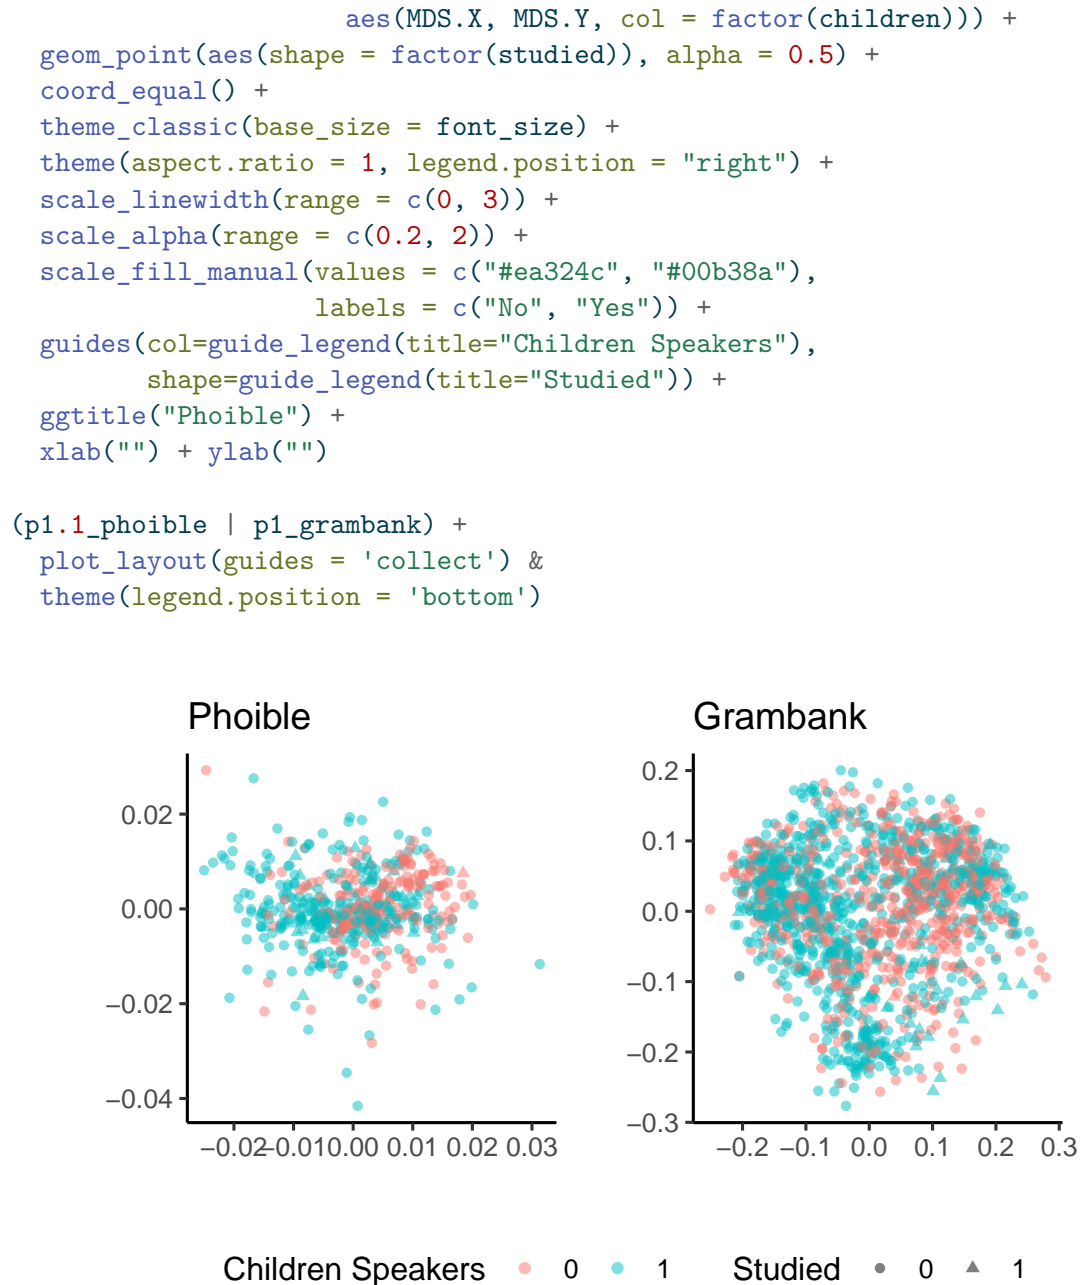 aes(MDS.X, MDS.Y, col = factor(children))) +
geom_point(aes(shape = factor(studied)), alpha = 0.5) +
coord_equal() +
theme_classic(base_size = font_size) +
theme(aspect.ratio = 1, legend.position = "right") +
scale_linewidth(range = c(0, 3)) +
scale_alpha(range = c(0.2, 2)) +
scale_fill_manual(values = c("#ea324c", "#00b38a"),
labels = c("No", "Yes")) +
guides(col=guide_legend(title="Children Speakers"),
shape=guide_legend(title="Studied")) +
ggtitle("Phoible") +
xlab("") + ylab("")
(p1.1_phoible | p1_grambank) +
plot_layout(guides = 'collect') &
theme(legend.position = 'bottom')
Phoible
0.02
0.00
−0.02
−0.04
−0.02 −0.01 0.00 0.01 0.02 0.03
Grambank
0.2
0.1
0.0
−0.1
−0.2
−0.3
−0.2 −0.1 0.0 0.1 0.2 0.3
Children Speakers 0 1 Studied 0 1